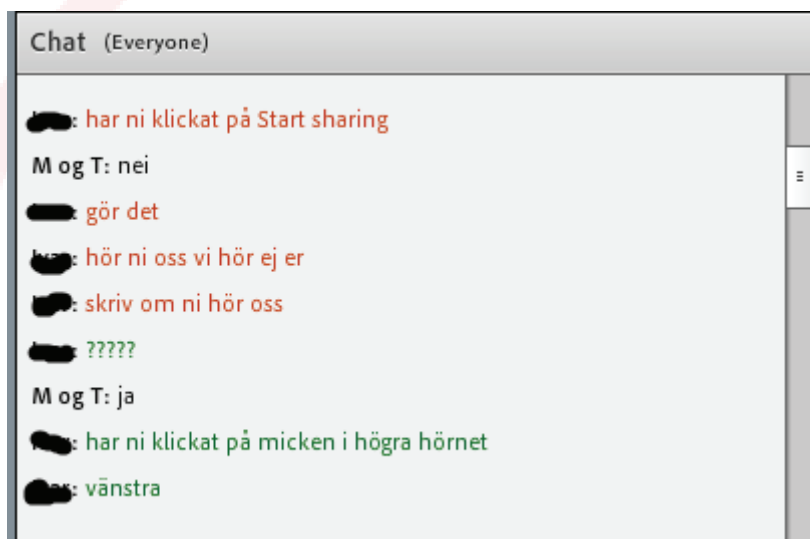 Chat (Everyone)
: har ni klickat på Start sharing
M og T: nei
: gör det
: hör ni oss vi hör ej er
: skriv om ni hör oss
: ?????
M og T: ja
: har ni klickat på micken i högra hörnet
: vänstra